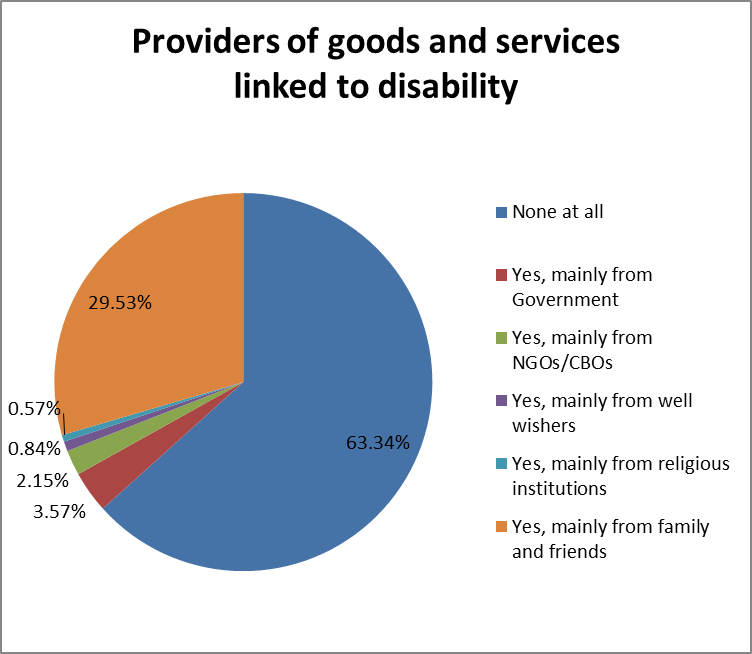 Providers of goods and services
linked to disability
None at all
Yes, mainly from
Government
Yes, mainly from
NGOs/CBOs
Yes, mainly from well
wishers
Yes, mainly from religious
institutions
Yes, mainly from family
and friends
29.53%
0.57%
0.84%
2.15%
3.57%
63.34%